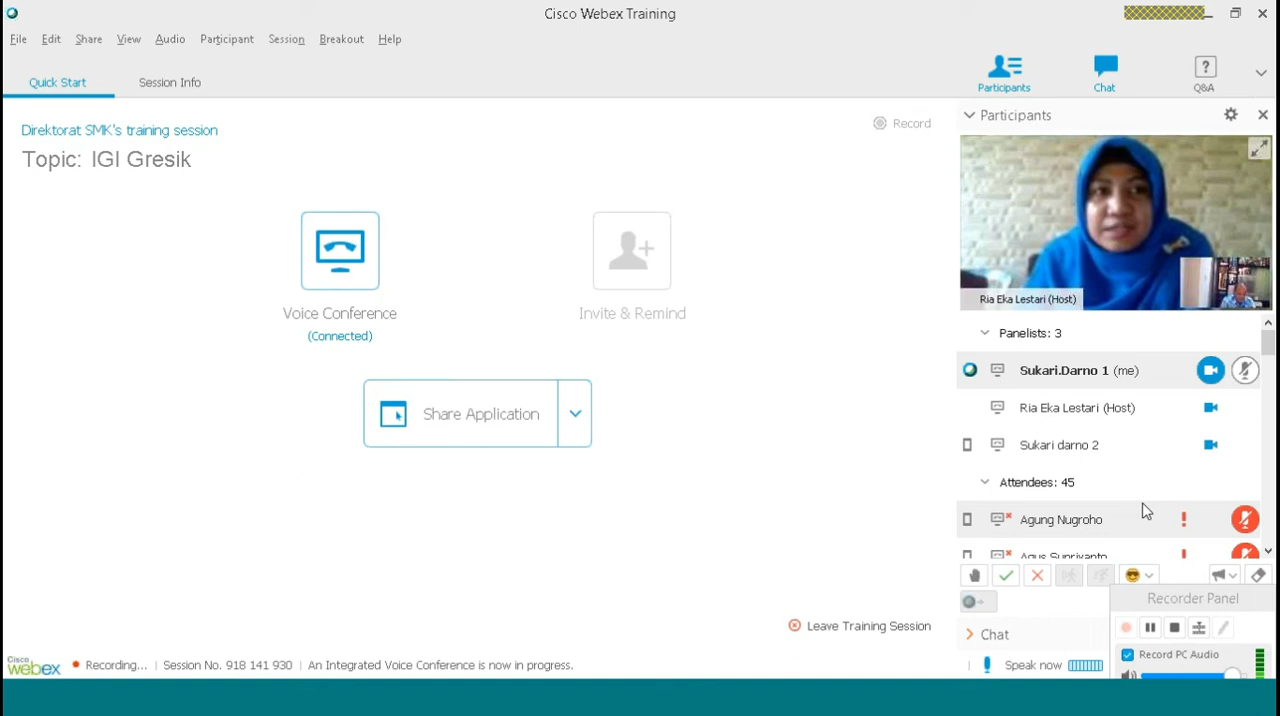 Cisco Webex Training
File Edit Share View Audio Participant Session Breakout Help
Quick Start Session Info
Participants Chat Q&A
Participants
Direktorat SMK's training session
Record
Topic: IGI Gresik
Voice Conference
(Connected)
Invite & Remind
Share Application
Ria Eka Lestari (Host)
Panelists: 3
Sukari.Darno 1 (me)
Ria Eka Lestari (Host)
Sukari darno 2
Attendees: 45
Agung Nugroho
Agus Supriyanto
Recorder Panel
Leave Training Session
Chat
Record PC Audio
Speak now
Cisco webex
Recording... Session No. 918 141 930 An Integrated Voice Conference is now in progress.